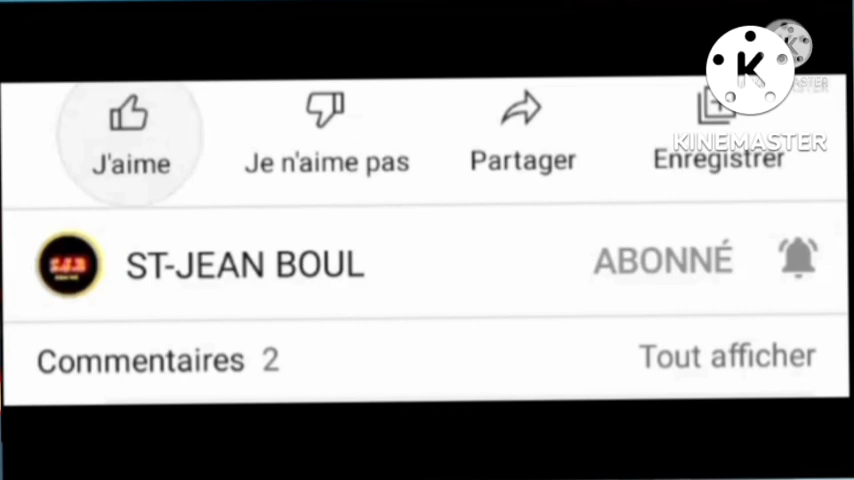 KINEMASTER
J'aime Je n'aime pas Partager Enregistrer
ST-JEAN BOUL ABONNÉ
Commentaires 2 Tout afficher